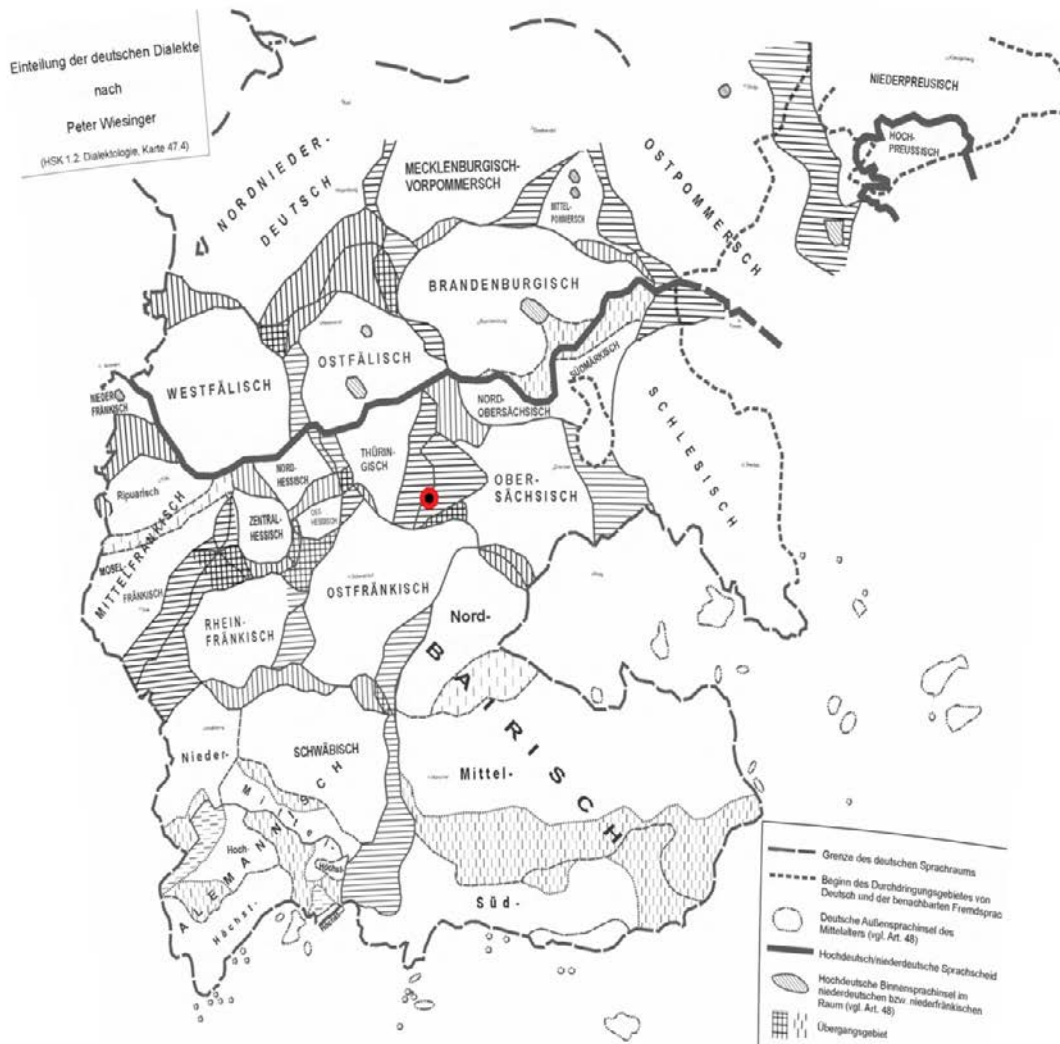 Einteilung der deutschen Dialekte
nach
Peter Wiesinger
(HSK 1.2. Dialektologie, Karte 47.4)
NORDNIEDER-
DEUTSCH
MECKLENBURGISCH-
VORPOMMERSCH
MITTEL-
POMMERSCH
OSTPOMMERSCH
NIEDERPREUSISCH
HOCH-
PREUSSISCH
BRANDENBURGISCH
OSTFÄLISCH
WESTFÄLISCH
NIEDER
FRÄNKISCH
SÜDMÄRKISCH
NORD-
OBERSÄCHSISCH
SCHLESISCH
THÜRIN-
GISCH
OBER-
SÄCHSISCH
NORD-
HESSISCH
Ripuarisch
ZENTRAL-
HESSISCH
OST-
HESSISCH
MITTELFRÄNKISCH
MOSEL-
FRÄNKISCH
OSTFRÄNKISCH
RHEIN-
FRÄNKISCH
Nord-
BAIRISCH
Mittel-
Süd-
SCHWÄBISCH
Nieder-
Mittel-
Hoch-
Höchst-
ALEMANNISCH
Höchst-
Grenze des deutschen Sprachraums
Beginn des Durchdringungsgebietes von
Deutsch und der benachbarten Fremdsprac
Deutsche Außensprachinsel des
Mittelalters (vgl. Art. 48)
Hochdeutsch/niederdeutsche Sprachscheid
Hochdeutsche Binnensprachinsel im
niederdeutschen bzw. niederfränkischen
Raum (vgl. Art. 48)
Übergangsgebiet